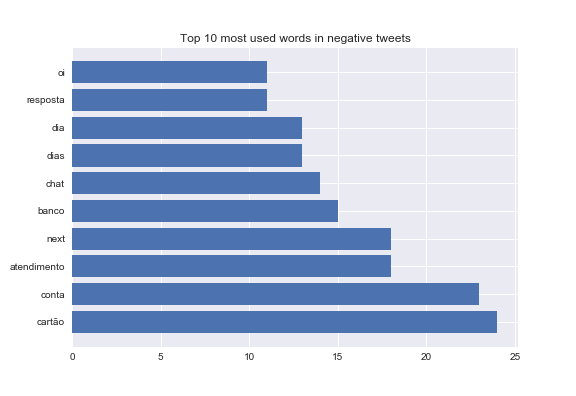 Top 10 most used words in negative tweets
oi
resposta
dia
dias
chat
banco
next
atendimento
conta
cartão
0 5 10 15 20 25